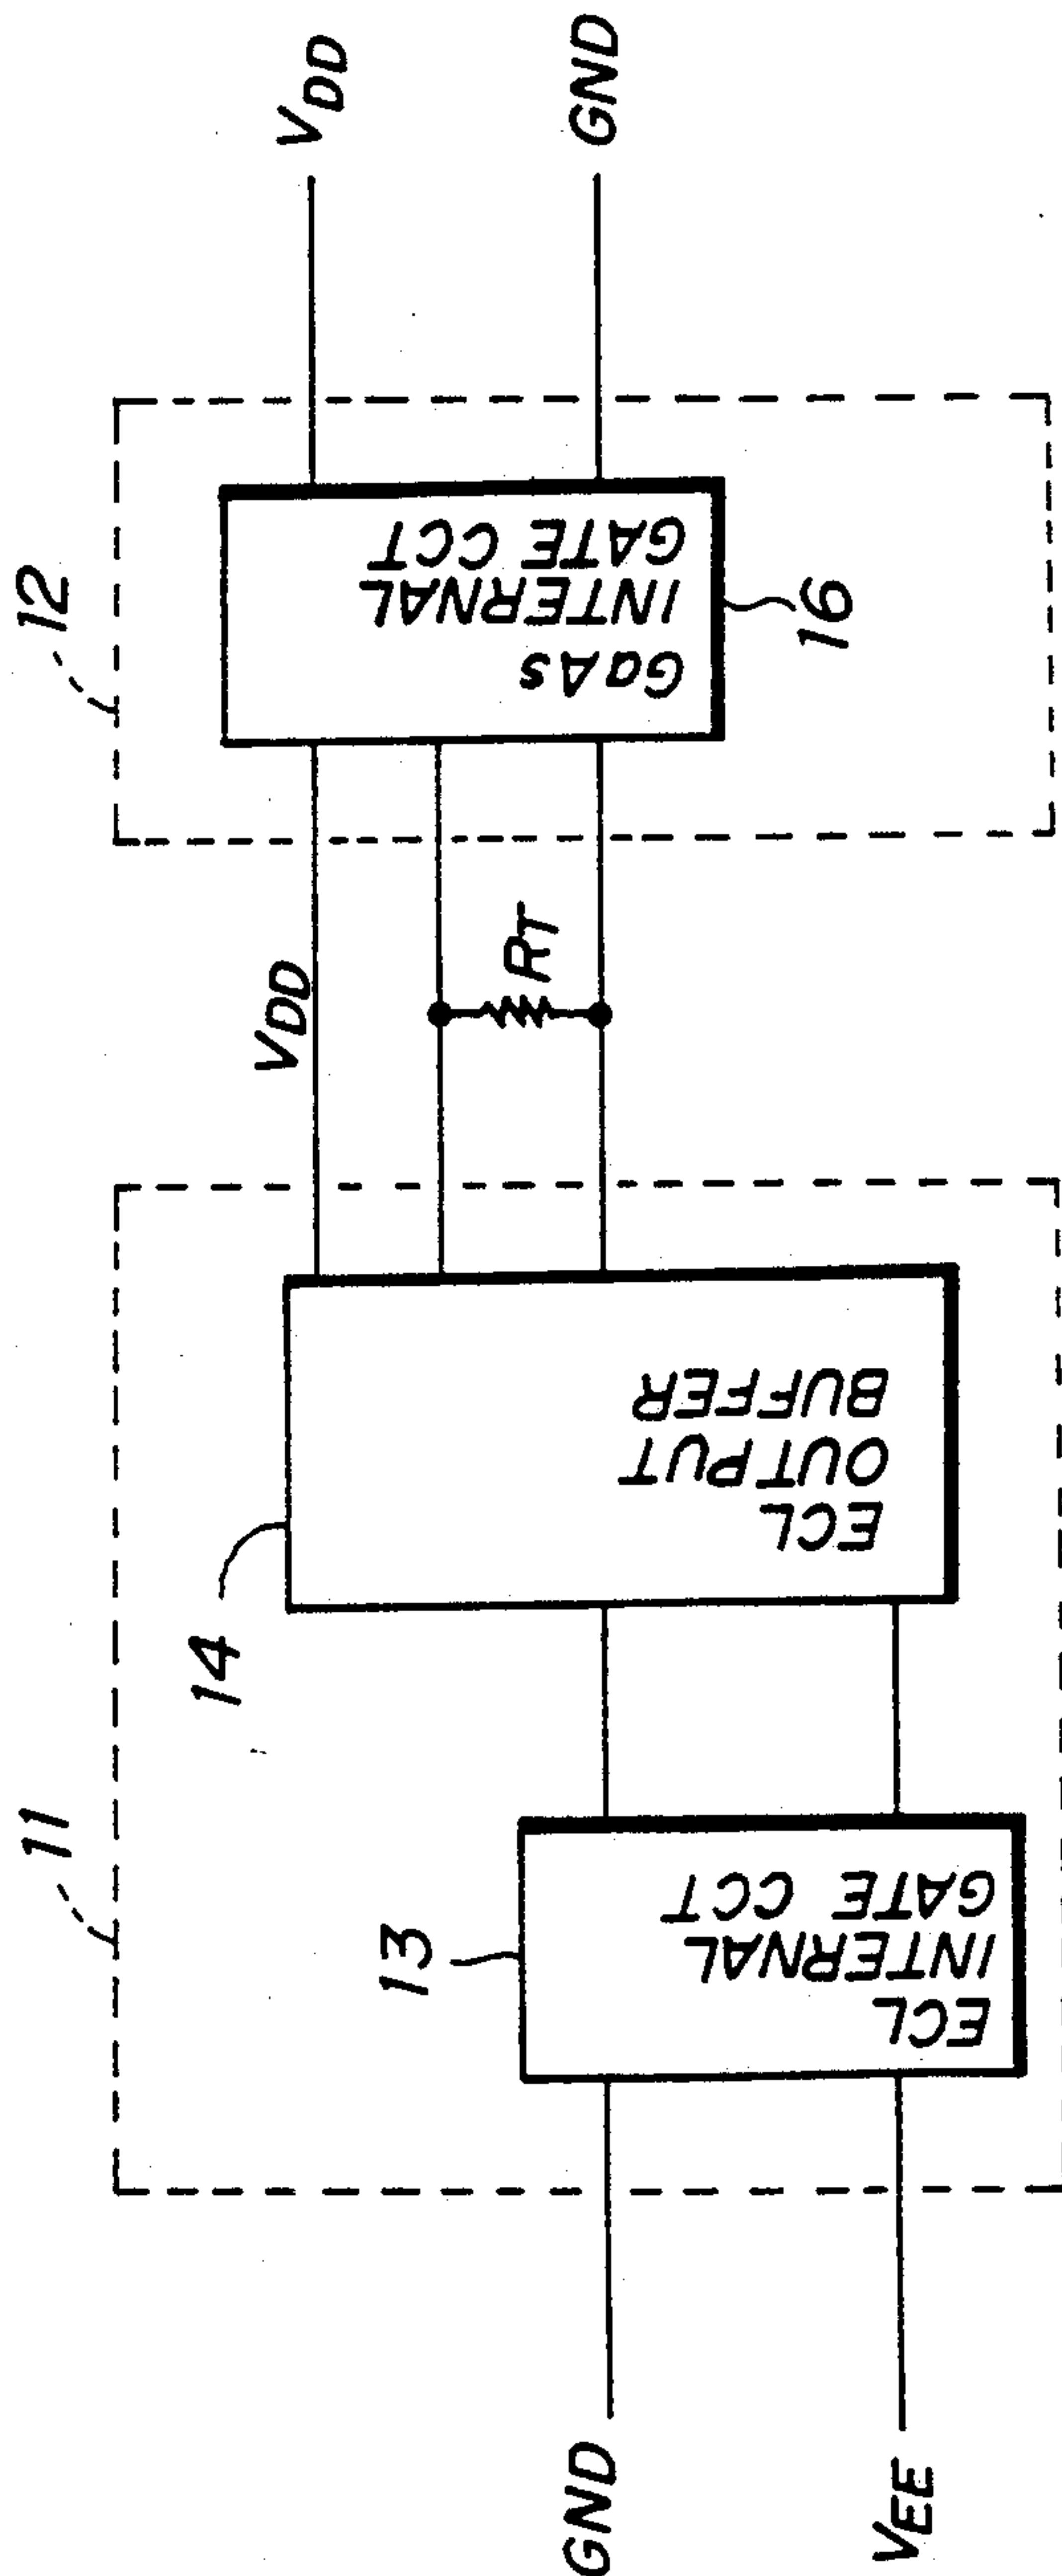 11
12
13
14
16
GND
VEE
ECL
INTERNAL
GATE CCT
ECL
OUTPUT
BUFFER
VDD
RT
GaAs
INTERNAL
GATE CCT
VDD
GND